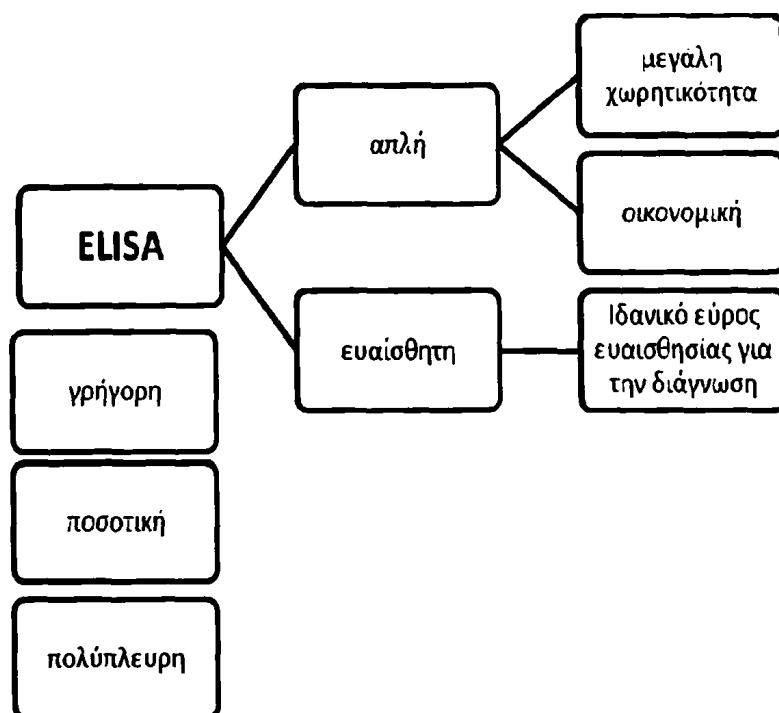 μεγάλη
χωρητικότητα
απλή
οικονομική
ELISA
ευαίσθητη
Ιδανικό εύρος
ευαισθησίας για
την διάγνωση
γρήγορη
ποσοτική
πολύπλευρη